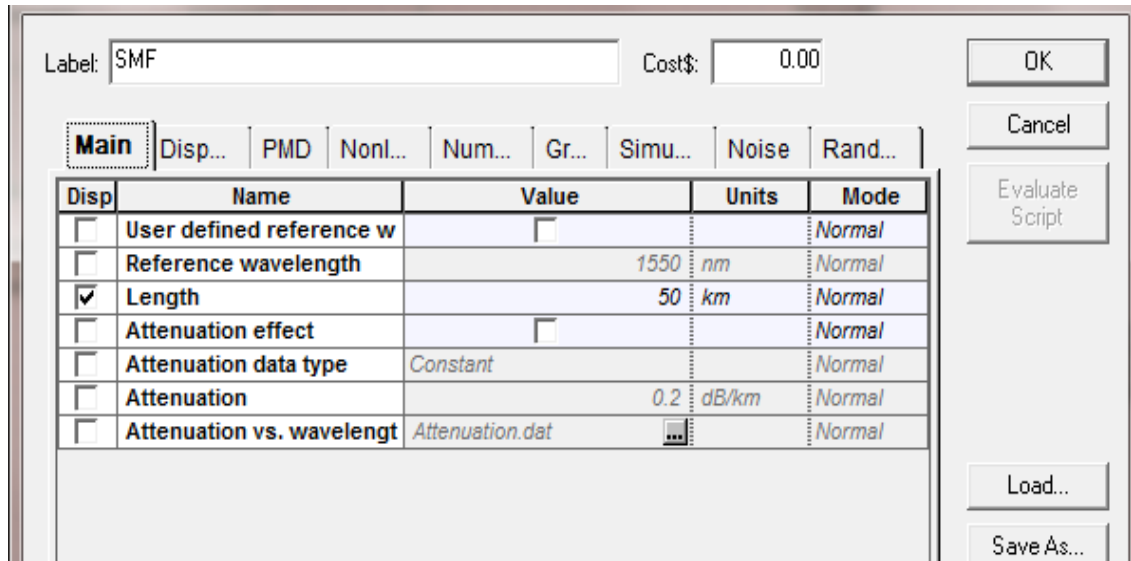 Label: SMF Cost$: 0.00 OK
Cancel
Main Disp... PMD Nonl... Num... Gr... Simu... Noise Rand...
Evaluate Script
Disp Name Value Units Mode
User defined reference w Normal
Reference wavelength 1550 nm Normal
Length 50 km Normal
Attenuation effect Normal
Attenuation data type Constant Normal
Attenuation 0.2 dB/km Normal
Attenuation vs. wavelengt Attenuation.dat ... Normal
Load...
Save As...